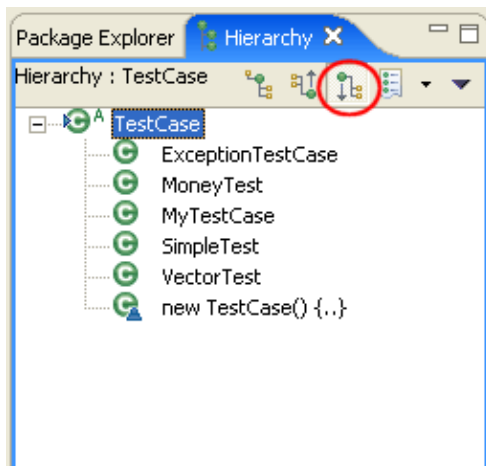 Package Explorer Hierarchy
Hierarchy : TestCase
A TestCase
ExceptionTestCase
MoneyTest
MyTestCase
SimpleTest
VectorTest
new TestCase() {..}